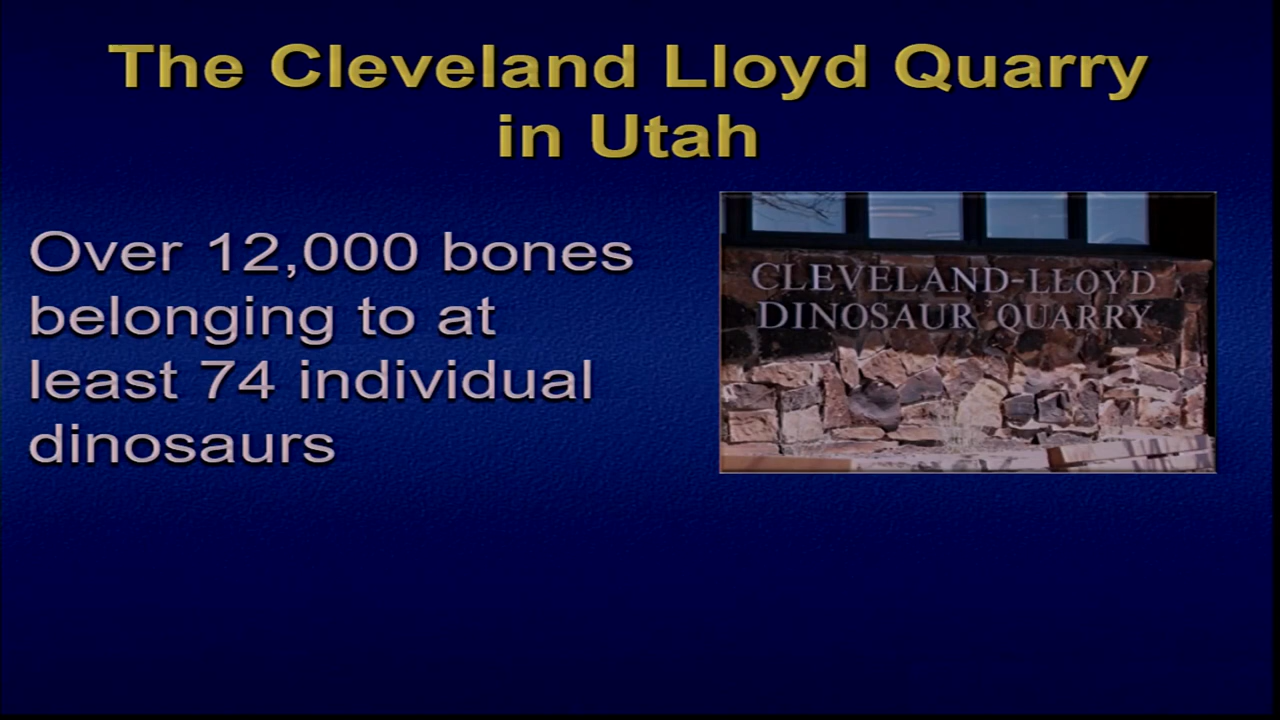 The Cleveland Lloyd Quarry
in Utah
Over 12,000 bones
belonging to at
least 74 individual
dinosaurs
CLEVELAND-LLOYD
DINOSAUR QUARRY